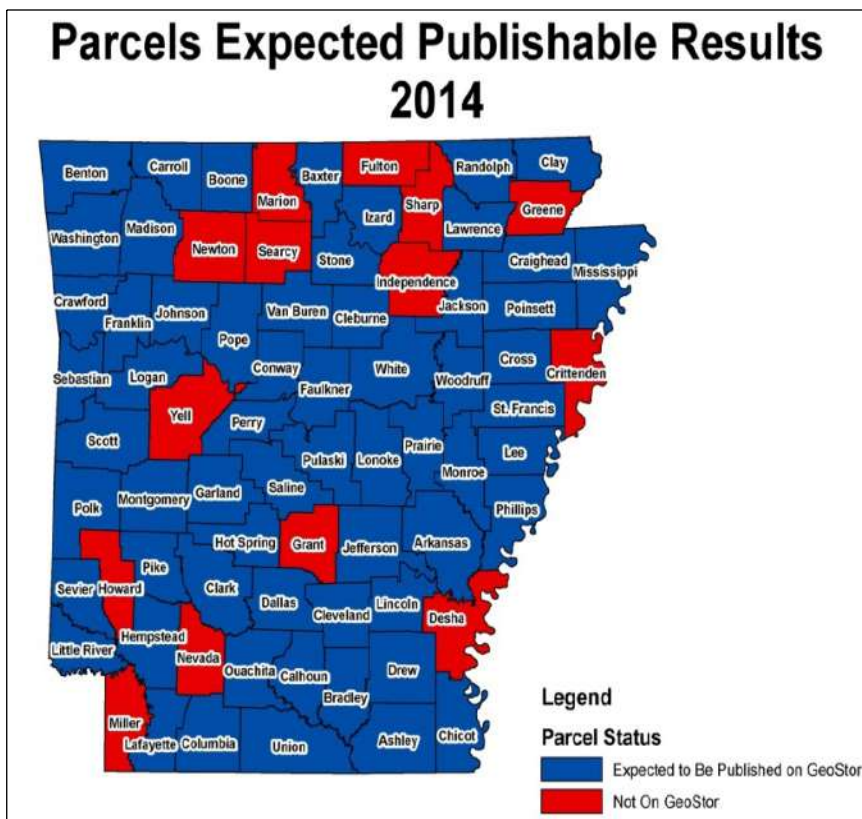 Parcels Expected Publishable Results
2014
Benton
Carroll
Boone
Marion
Baxter
Fulton
Randolph
Clay
Sharp
Greene
Izard
Lawrence
Washington
Madison
Newton
Searcy
Stone
Independence
Craighead
Mississippi
Jackson
Poinsett
Crawford
Franklin
Johnson
Pope
Van Buren
Cleburne
Sebastian
Logan
Conway
Faulkner
White
Woodruff
Cross
Crittenden
St. Francis
Yell
Perry
Scott
Pulaski
Lonoke
Prairie
Monroe
Lee
Phillips
Polk
Montgomery
Garland
Saline
Hot Spring
Grant
Jefferson
Arkansas
Sevier
Howard
Pike
Clark
Dallas
Cleveland
Lincoln
Desha
Little River
Hempstead
Nevada
Ouachita
Calhoun
Bradley
Drew
Miller
Lafayette
Columbia
Union
Ashley
Chicot
Legend
Parcel Status
Expected to Be Published on GeoStor
Not On GeoStor